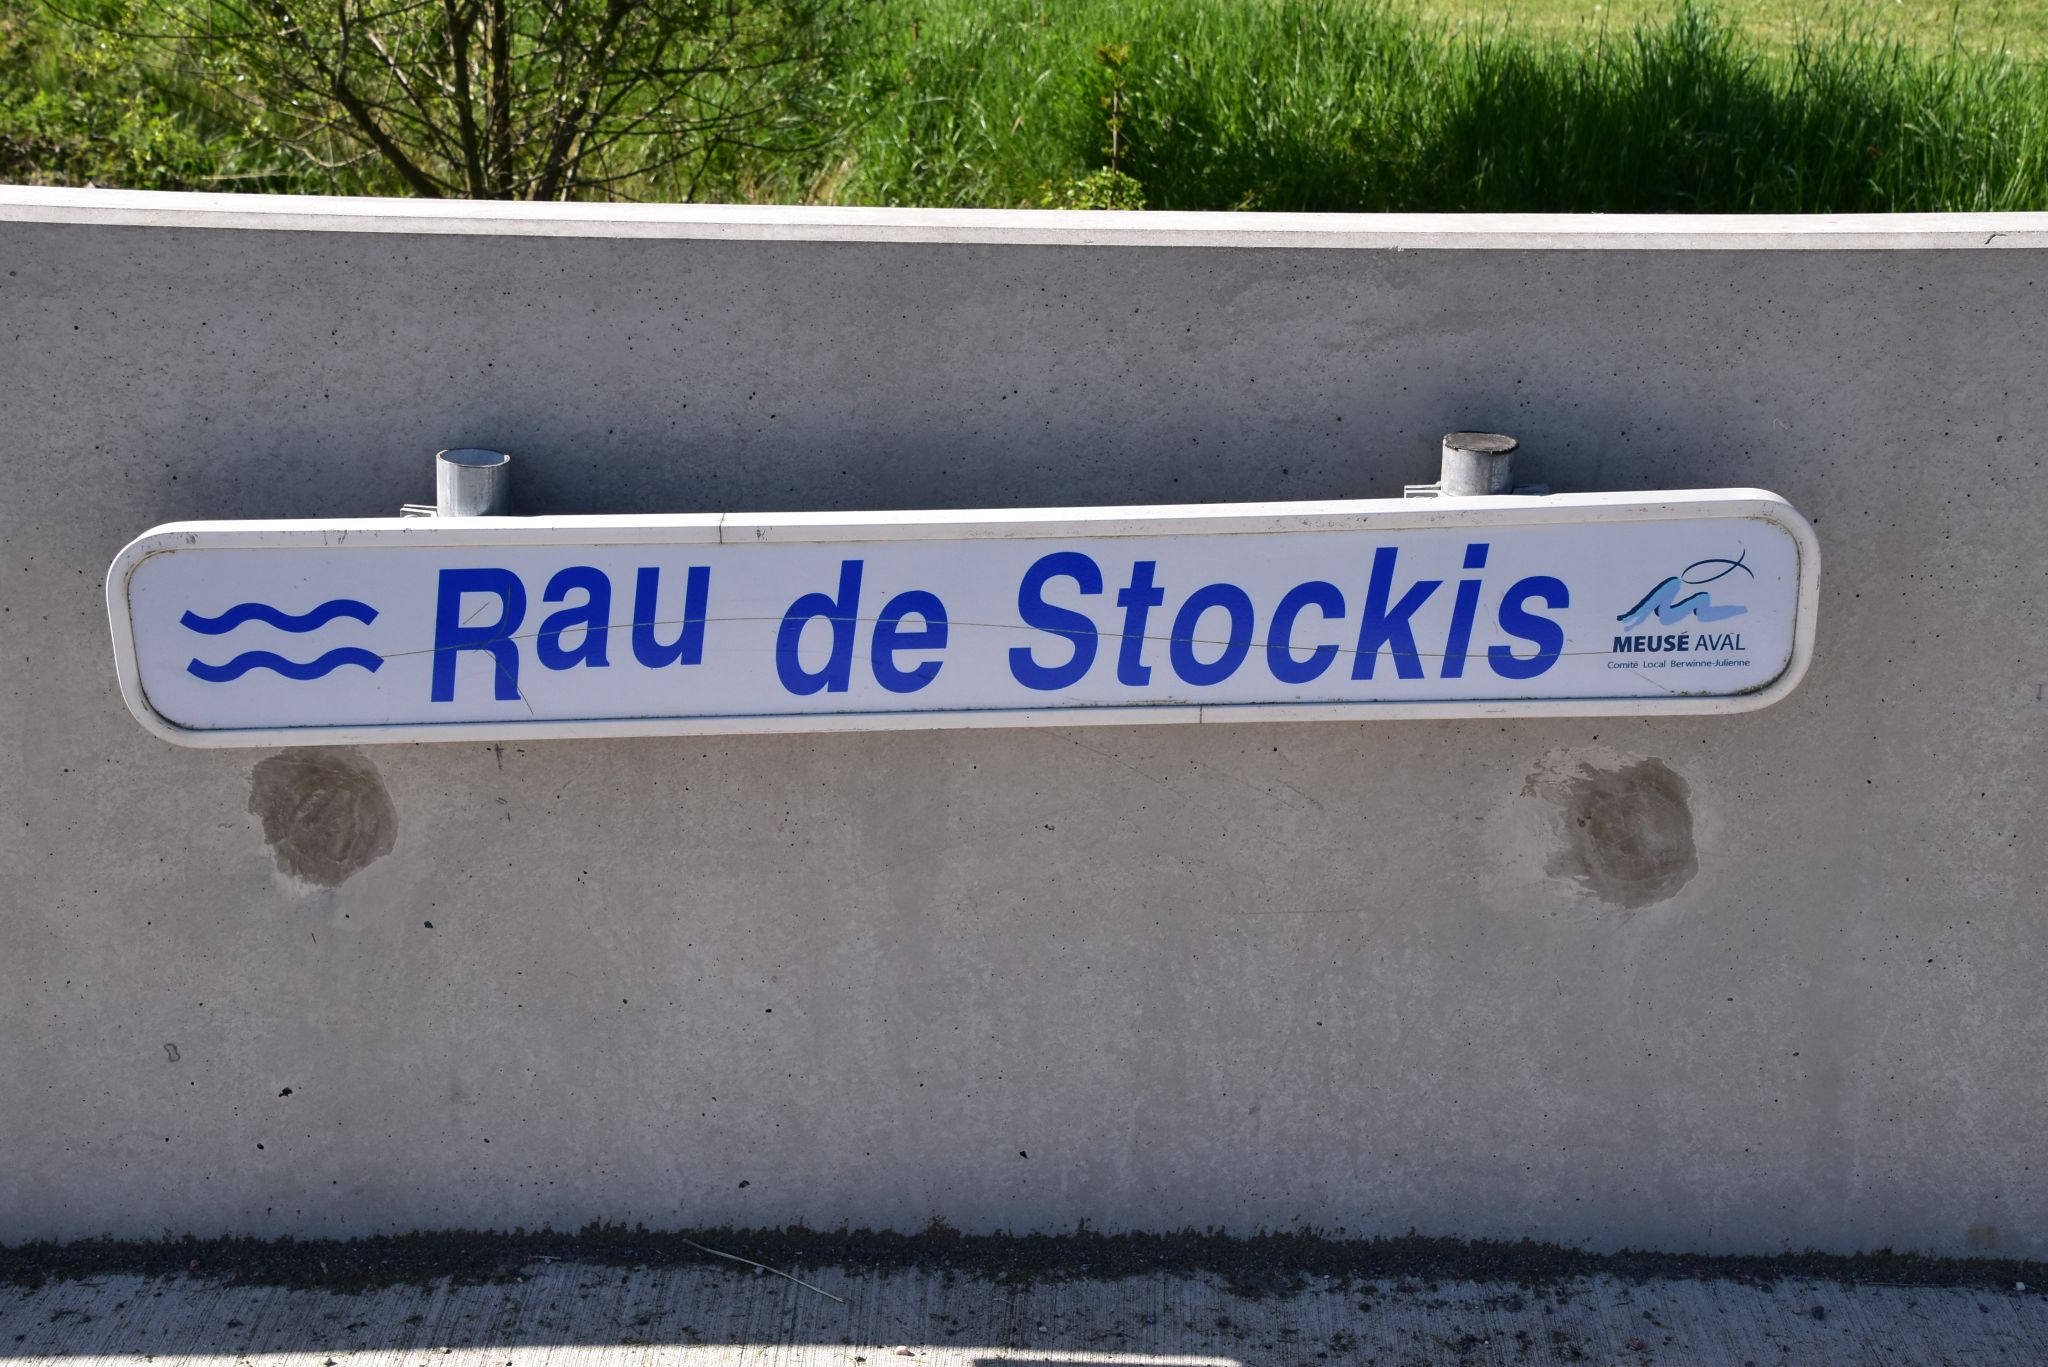 Rau de Stockis
MEUSE AVAL
Comité Local Berwinne-Julienne